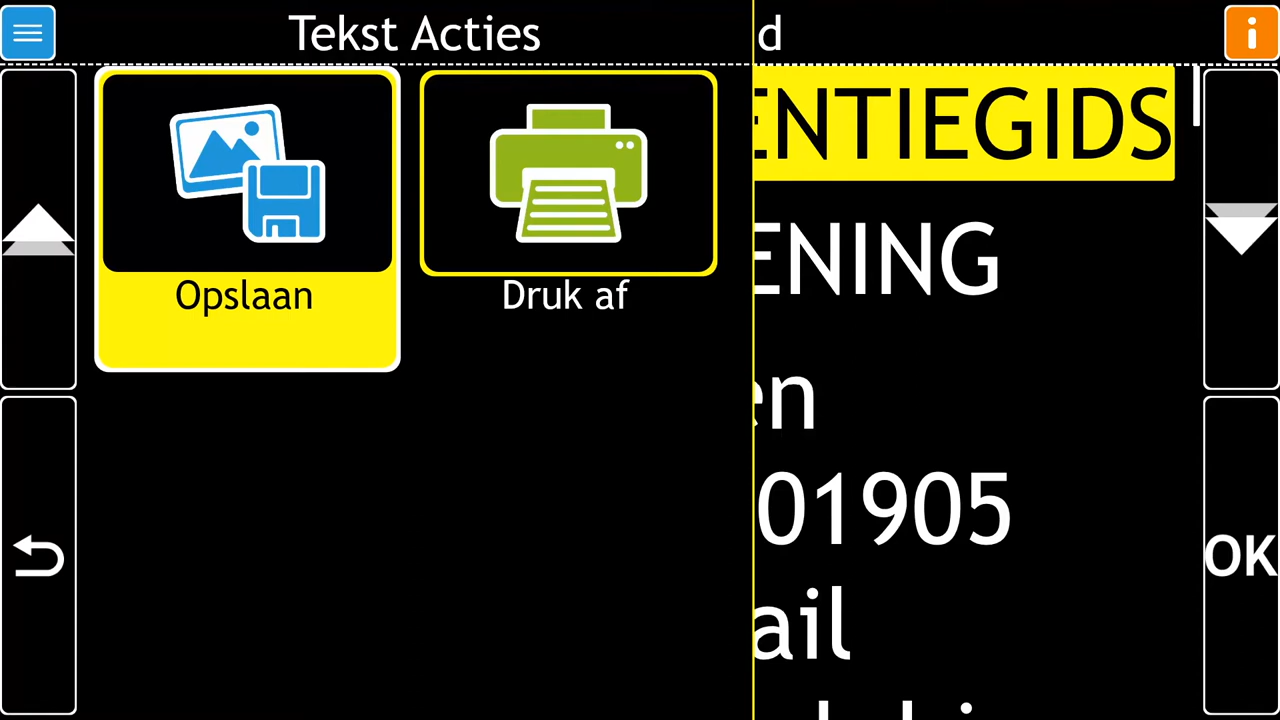 Tekst Acties
d
Opslaan
Druk af
ENTIEGIDS
ENING
en
01905
ail
OK